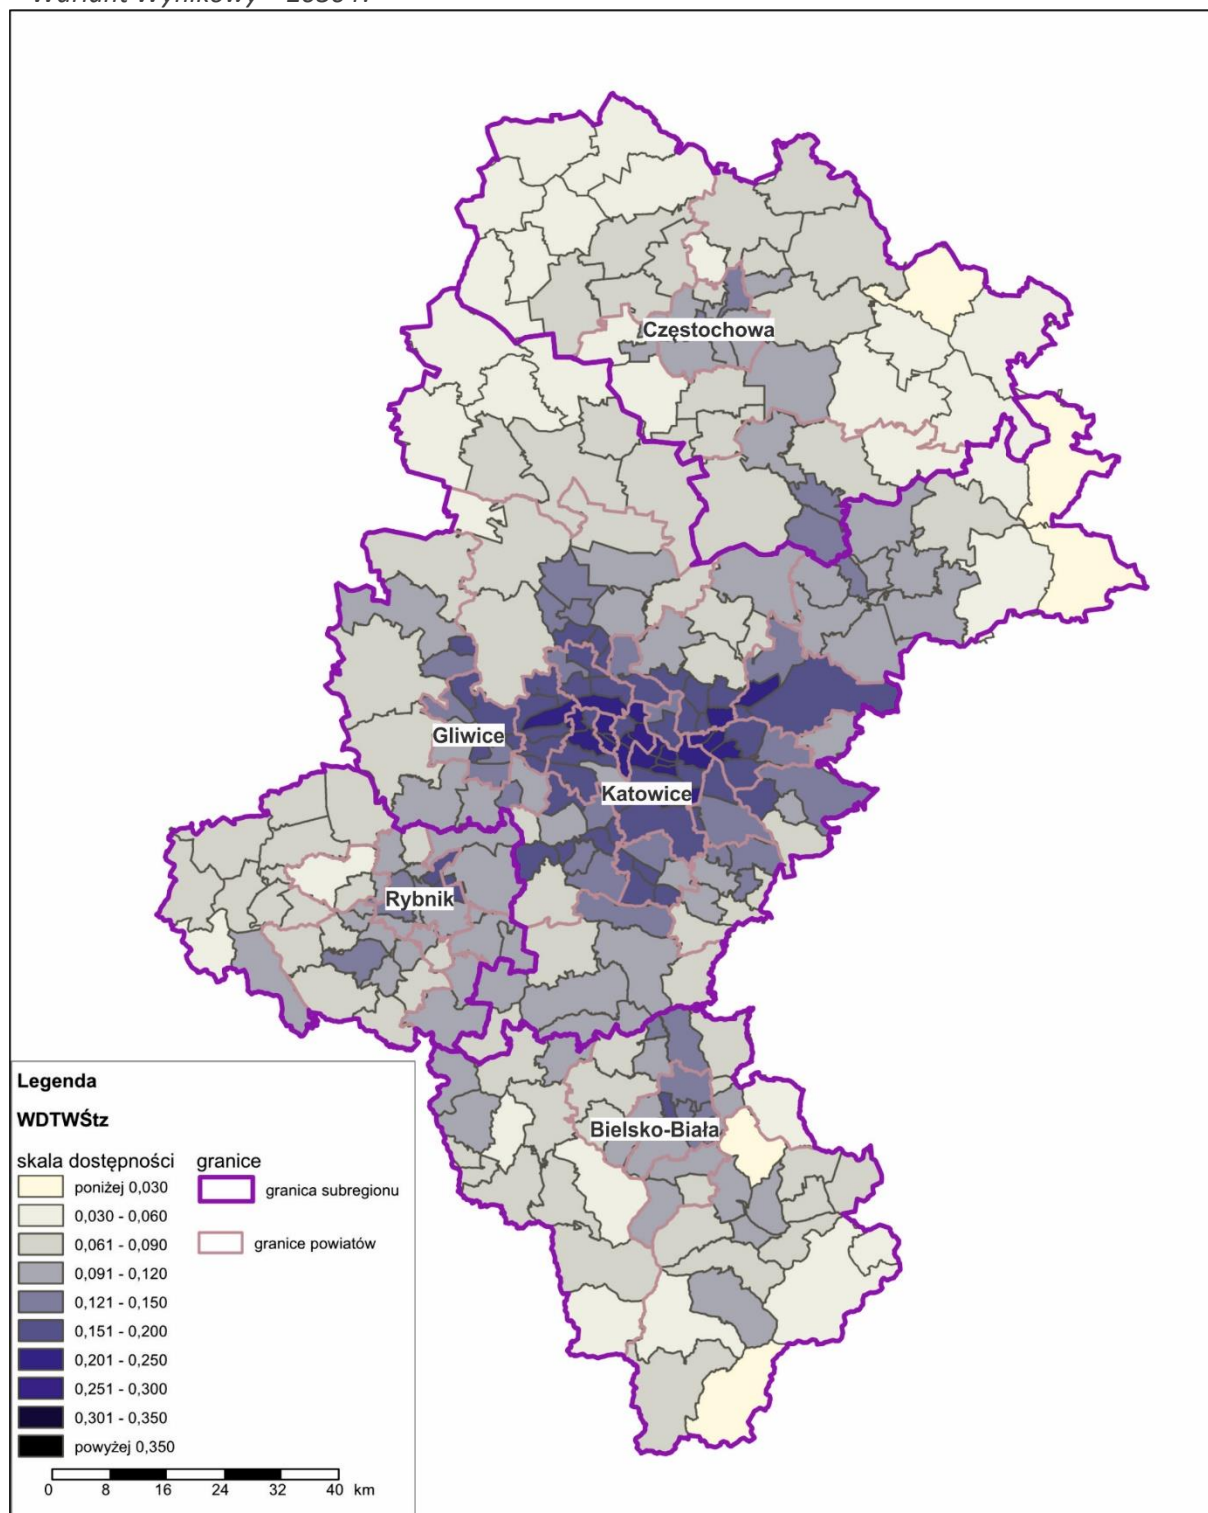 Częstochowa
Gliwice
Katowice
Rybnik
Bielsko-Biała
Legenda
WDTWŚtz
skala dostępności granice
poniżej 0,030
granica subregionu
0,030 - 0,060
0,061 - 0,090
granice powiatów
0,091 - 0,120
0,121 - 0,150
0,151 - 0,200
0,201 - 0,250
0,251 - 0,300
0,301 - 0,350
powyżej 0,350
0 8 16 24 32 40 km